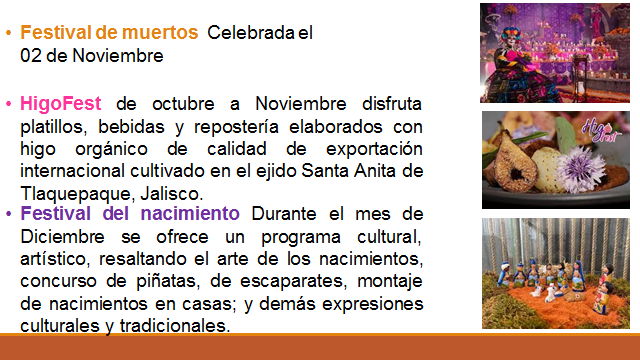 • Festival de muertos Celebrada el
02 de Noviembre
• HigoFest de octubre a Noviembre disfruta
platillos, bebidas y repostería elaborados con
higo orgánico de calidad de exportación
internacional cultivado en el ejido Santa Anita de
Tlaquepaque, Jalisco.
• Festival del nacimiento Durante el mes de
Diciembre se ofrece un programa cultural,
artístico, resaltando el arte de los nacimientos,
concurso de piñatas, de escaparates, montaje
de nacimientos en casas; y demás expresiones
culturales y tradicionales.
Higo
Fest